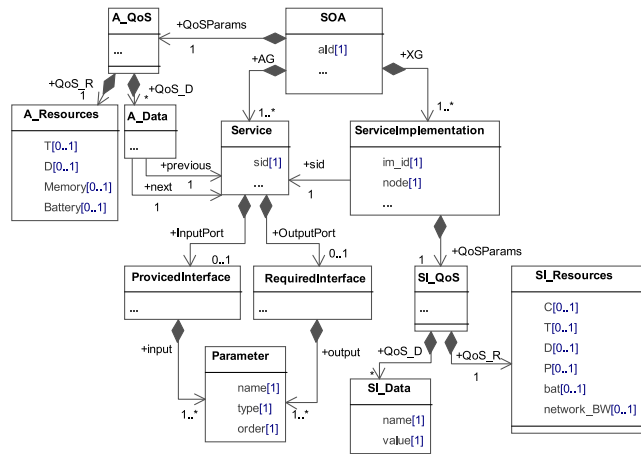 A_QoS
...
+QoSParams
1
SOA
aId[1]
...
+AG
+XG
+QoS_R
1
+QoS_D
*
1..*
1..*
A_Resources
T[0..1]
D[0..1]
Memory[0..1]
Battery[0..1]
A_Data
...
+previous
1
+next
1
Service
sid[1]
...
+sid
1
ServiceImplementation
im_id[1]
node[1]
...
+InputPort
0..1
+OutputPort
0..1
+QoSParams
1
ProvicedInterface
...
RequiredInterface
...
SI_QoS
...
SI_Resources
C[0..1]
T[0..1]
D[0..1]
P[0..1]
bat[0..1]
network_BW[0..1]
+input
1..*
+output
1..*
+QoS_D
*
+QoS_R
1
Parameter
name[1]
type[1]
order[1]
SI_Data
name[1]
value[1]